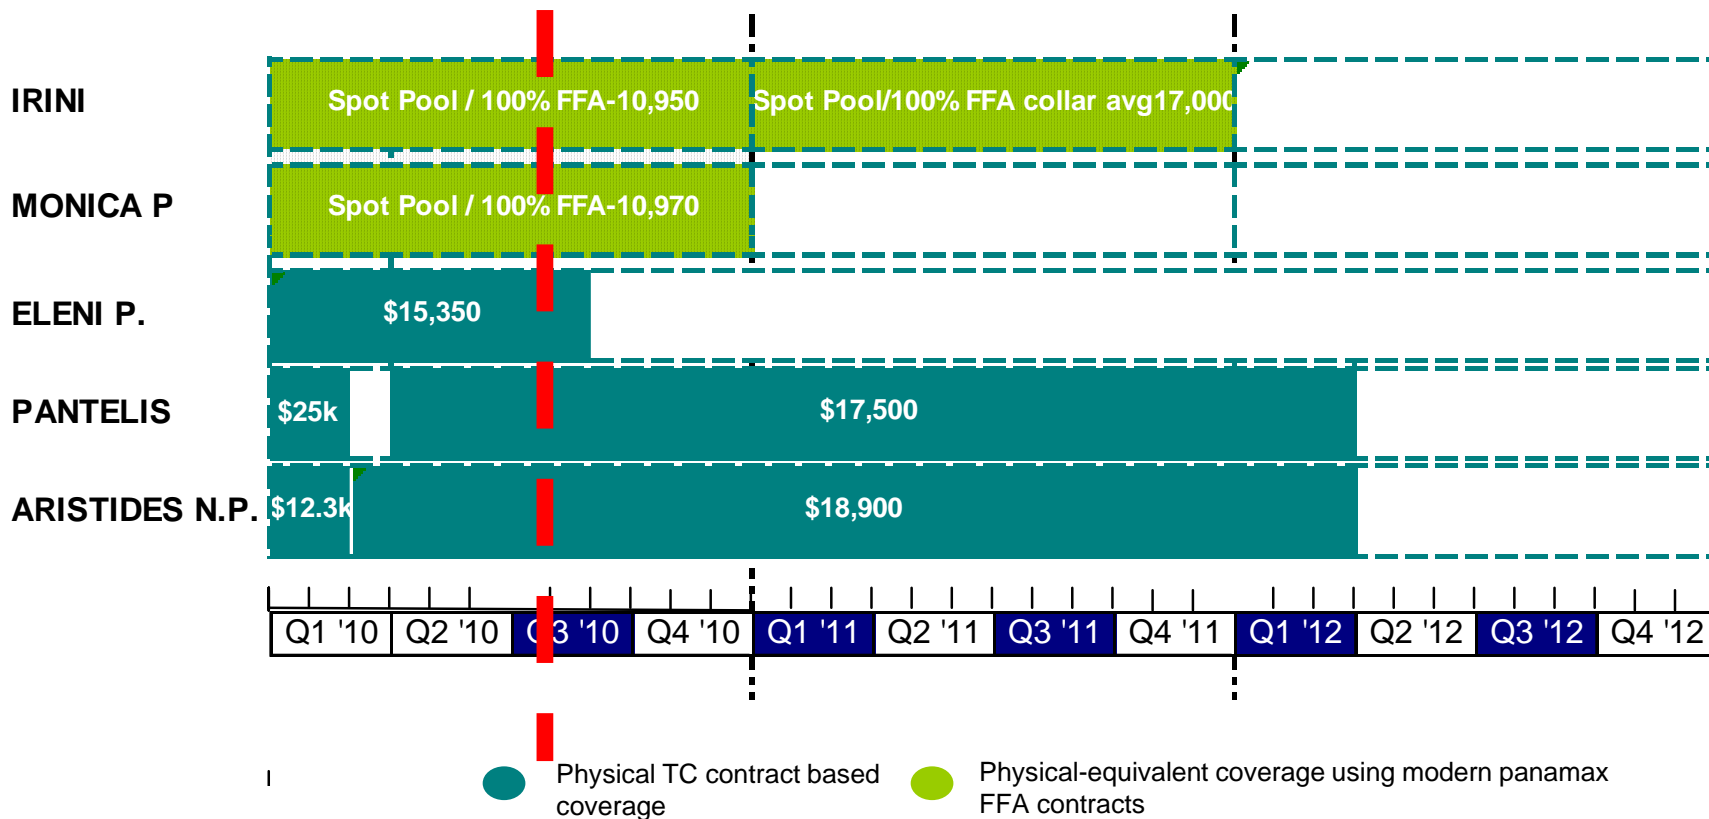 IRINI
Spot Pool / 100% FFA-10,950
Spot Pool/100% FFA collar avg17,000
MONICA P
Spot Pool / 100% FFA-10,970
ELENI P.
$15,350
PANTELIS
$25k
$17,500
ARISTIDES N.P.
$12.3k
$18,900
Q1 '10 Q2 '10 Q3 '10 Q4 '10 Q1 '11 Q2 '11 Q3 '11 Q4 '11 Q1 '12 Q2 '12 Q3 '12 Q4 '12
Physical TC contract based
coverage
Physical-equivalent coverage using modern panamax
FFA contracts